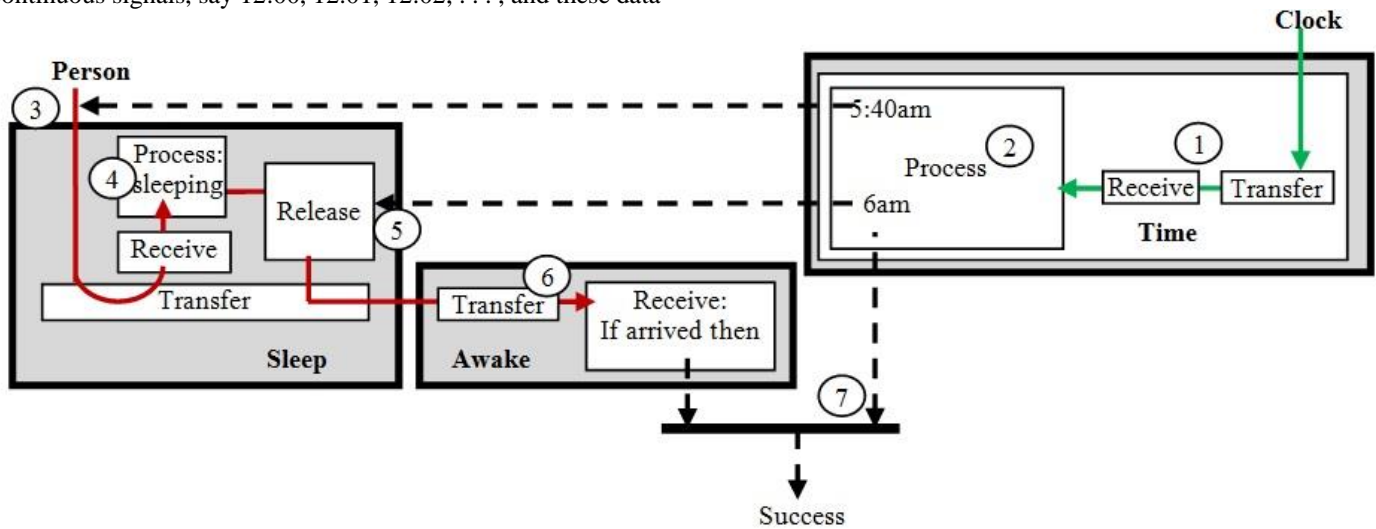 ontinuous signals, say 12:00, 12:01, 12:02, . . . , and these data
Clock
Person
3
5:40am
Process:
sleeping
4
Process
2
1
Receive
Transfer
Release
6am
5
Time
Receive
Transfer
6
Transfer
Receive:
If arrived then
Sleep
Awake
7
Success